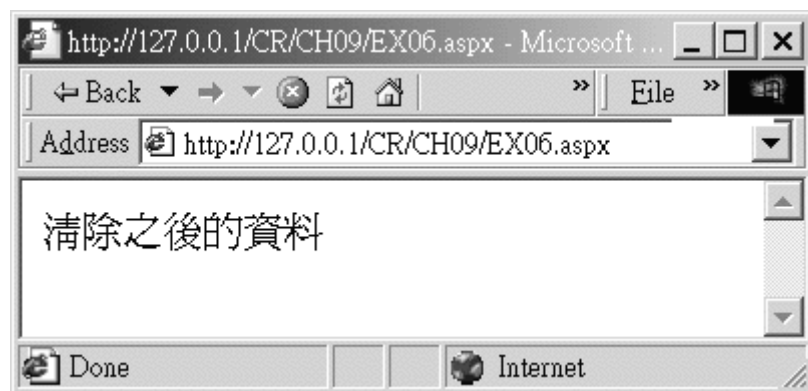 http://127.0.0.1/CR/CH09/EX06.aspx - Microsoft ...
Back » File »
Address http://127.0.0.1/CR/CH09/EX06.aspx
清除之後的資料
Done Internet